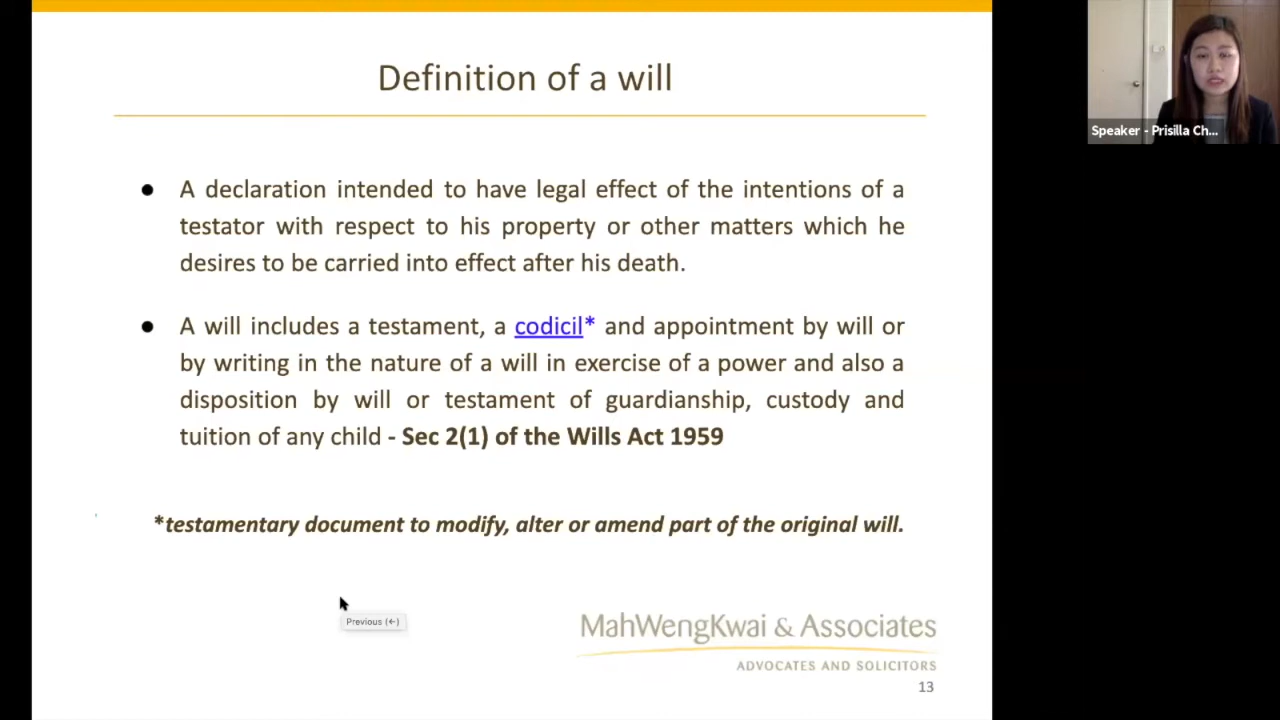 Definition of a will
● A declaration intended to have legal effect of the intentions of a
testator with respect to his property or other matters which he
desires to be carried into effect after his death.
● A will includes a testament, a codicil* and appointment by will or
by writing in the nature of a will in exercise of a power and also a
disposition by will or testament of guardianship, custody and
tuition of any child - Sec 2(1) of the Wills Act 1959
*testamentary document to modify, alter or amend part of the original will.
Previous (←)
MahWengKwai & Associates
ADVOCATES AND SOLICITORS
13
Speaker - Prisilla Ch...